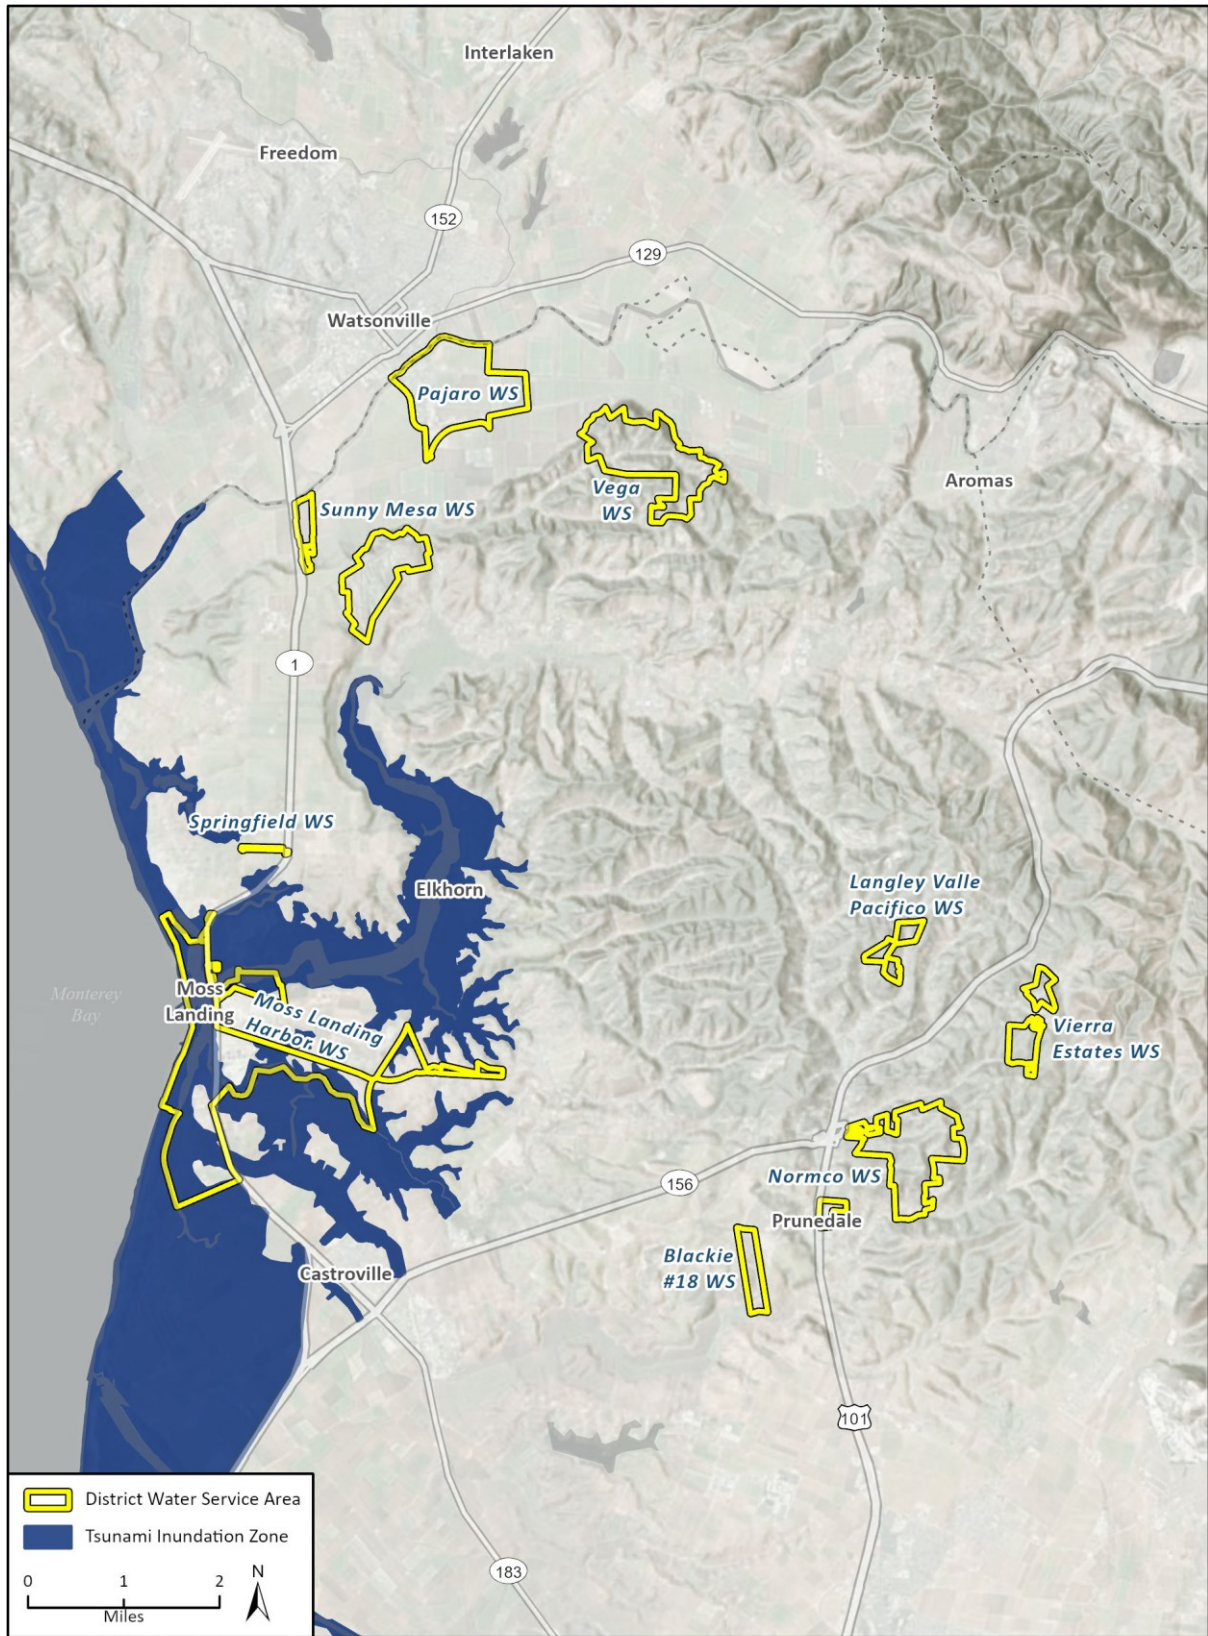 Interlaken
Freedom
152
129
Watsonville
Pajaro WS
Aromas
Vega
WS
Sunny Mesa WS
1
Springfield WS
Elkhorn
Langley Valle
Pacifico WS
Monterey
Bay
Moss
Landing
Moss Landing
Harbor WS
Vierra
Estates WS
156
Normco WS
Prunedale
Blackie
#18 WS
Castroville
101
183
District Water Service Area
Tsunami Inundation Zone
N
0 1 2
Miles